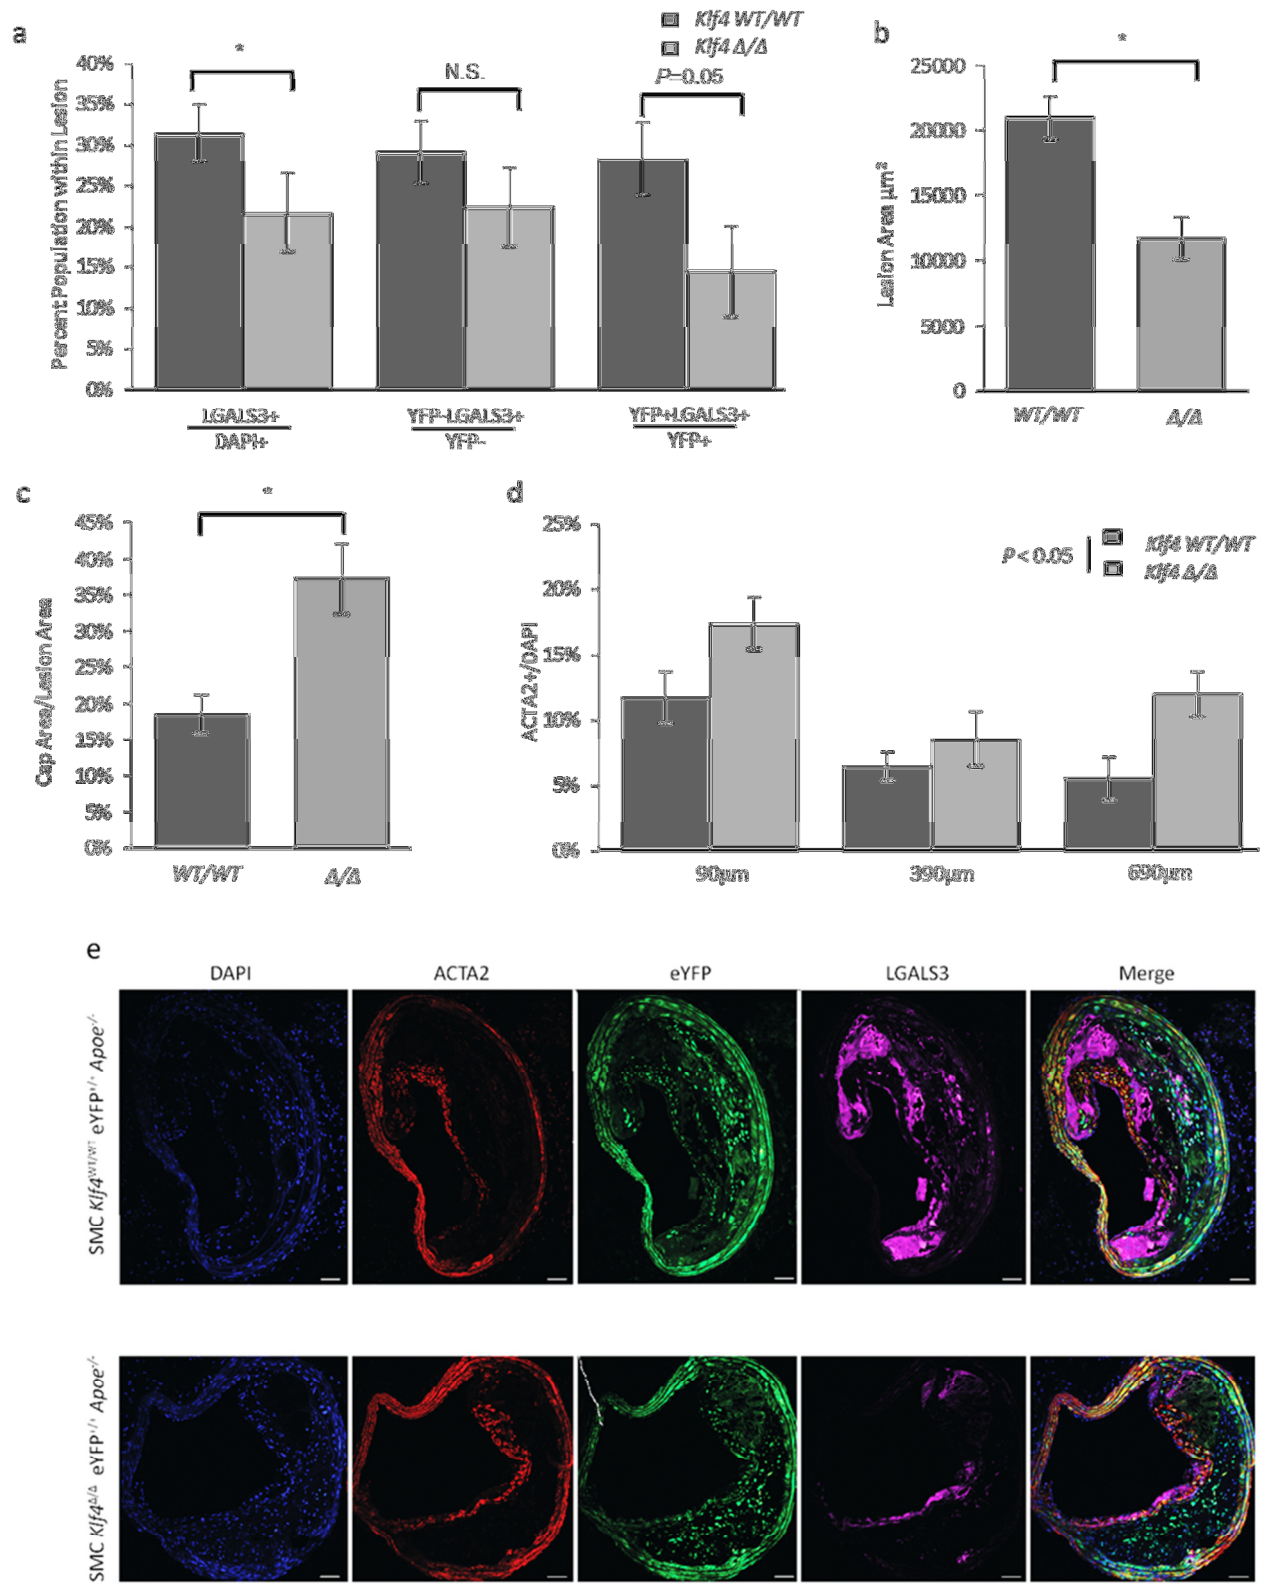 a
Klf4 WT/WT
Klf4 Δ/Δ
*
N.S.
P=0.05
Percent Population within Lesion
40%
35%
30%
25%
20%
15%
10%
5%
0%
LGALS3+
DAPI+
YFP-LGALS3+
YFP-
YFP+LGALS3+
YFP+
b
*
Lesion Area µm²
25000
20000
15000
10000
5000
0
WT/WT
Δ/Δ
c
*
Cap Area/Lesion Area
45%
40%
35%
30%
25%
20%
15%
10%
5%
0%
WT/WT
Δ/Δ
d
P < 0.05
Klf4 WT/WT
Klf4 Δ/Δ
ACTA2+/DAPI
25%
20%
15%
10%
5%
0%
90µm
390µm
690µm
e
DAPI
ACTA2
eYFP
LGALS3
Merge
SMC Klf4WT/WT eYFP+/+ Apoe-/-
SMC Klf4Δ/Δ eYFP+/+ Apoe-/-